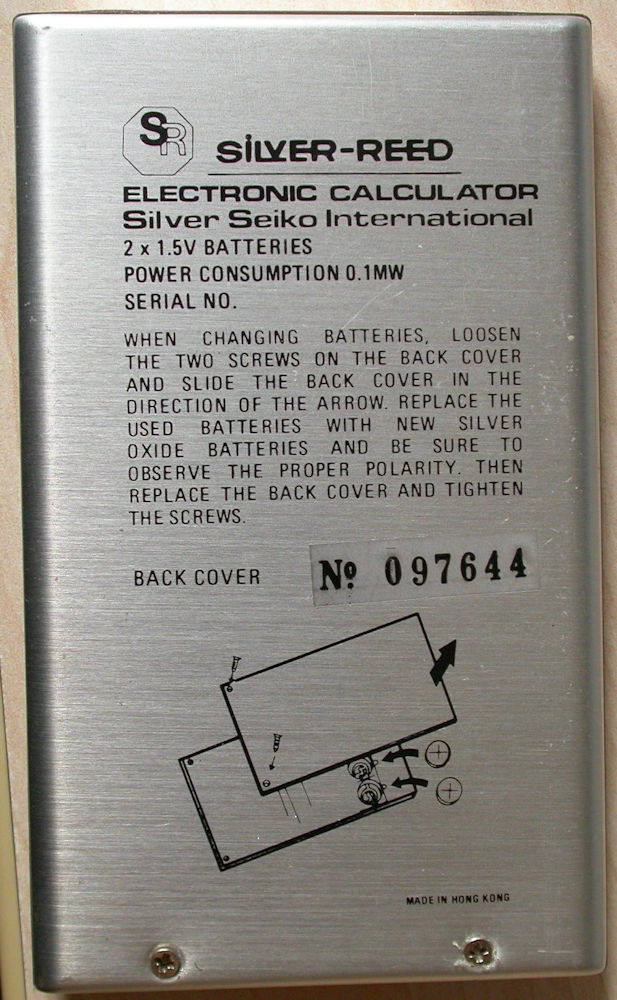 SR
SiLVER-REED
ELECTRONIC CALCULATOR
Silver Seiko International
2 x 1.5V BATTERIES
POWER CONSUMPTION 0.1MW
SERIAL NO.
WHEN CHANGING BATTERIES, LOOSEN
THE TWO SCREWS ON THE BACK COVER
AND SLIDE THE BACK COVER IN THE
DIRECTION OF THE ARROW. REPLACE THE
USED BATTERIES WITH NEW SILVER
OXIDE BATTERIES AND BE SURE TO
OBSERVE THE PROPER POLARITY. THEN
REPLACE THE BACK COVER AND TIGHTEN
THE SCREWS.
BACK COVER
Nº 097644
MADE IN HONG KONG